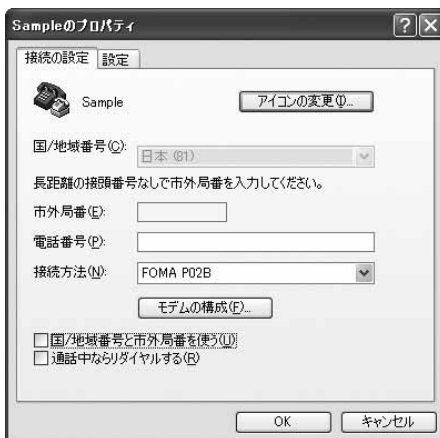 Sampleのプロパティ
接続の設定 設定
Sample
アイコンの変更(I)...
国/地域番号(C):
日本 (81)
長距離の接頭番号なしで市外局番を入力してください。
市外局番(E):
電話番号(P):
接続方法(N):
FOMA P02B
モデムの構成(F)...
国/地域番号と市外局番を使う(U)
通話中ならリダイヤルする(R)
OK キャンセル